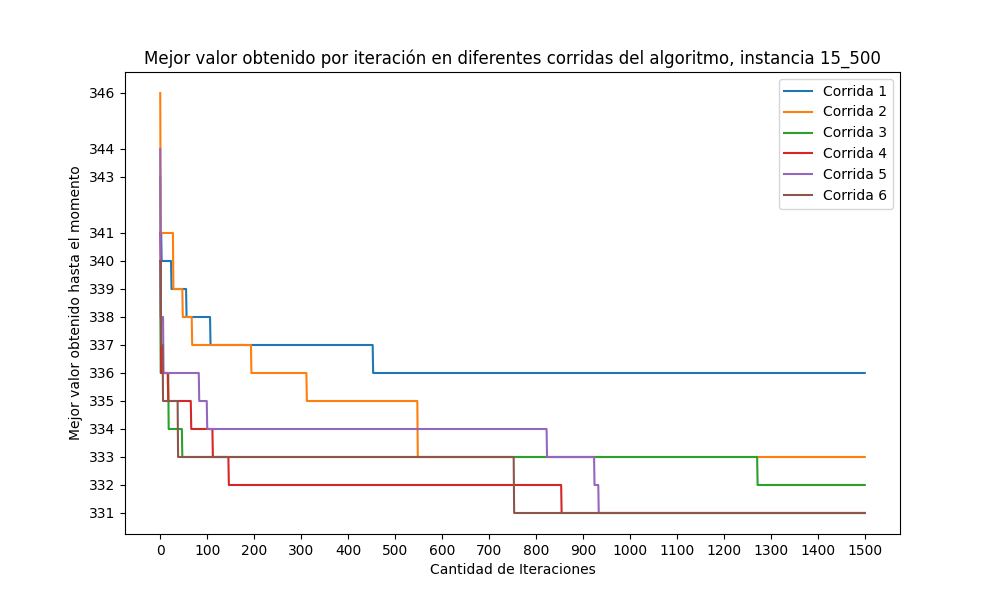 Mejor valor obtenido por iteración en diferentes corridas del algoritmo, instancia 15_500
Mejor valor obtenido hasta el momento
346
344
343
341
340
339
338
337
336
335
334
333
332
331
Corrida 1
Corrida 2
Corrida 3
Corrida 4
Corrida 5
Corrida 6
0 100 200 300 400 500 600 700 800 900 1000 1100 1200 1300 1400 1500
Cantidad de Iteraciones